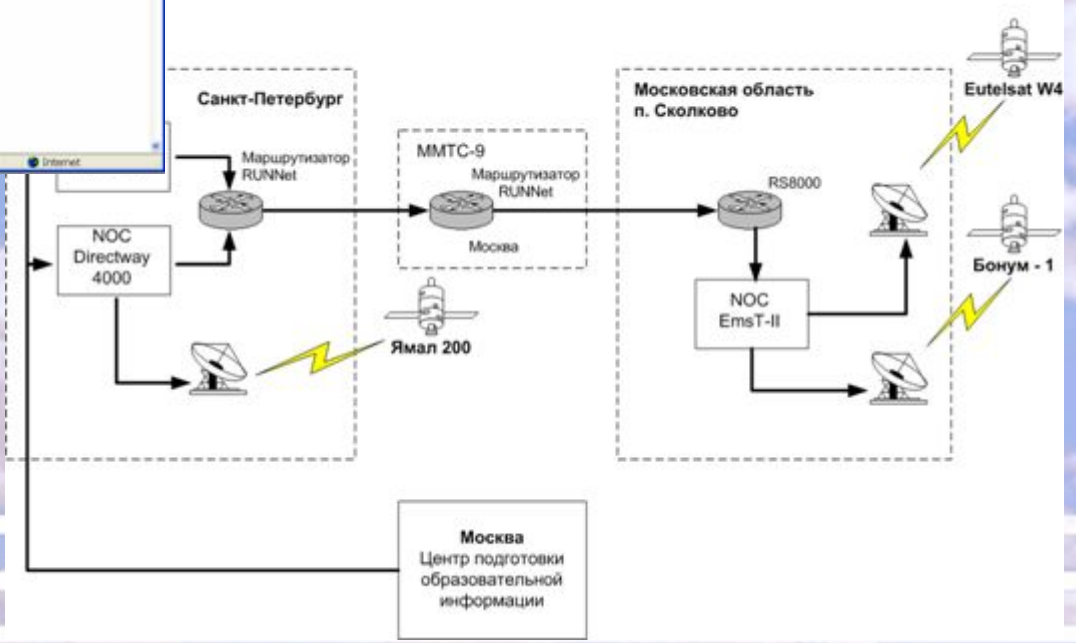 Internet
Санкт-Петербург
Маршрутизатор
RUNNet
NOC
Directway
4000
Ямал 200
ММТС-9
Маршрутизатор
RUNNet
Москва
Московская область
п. Сколково
RS8000
NOC
EmsT-II
Eutelsat W4
Бонум - 1
Москва
Центр подготовки
образовательной
информации